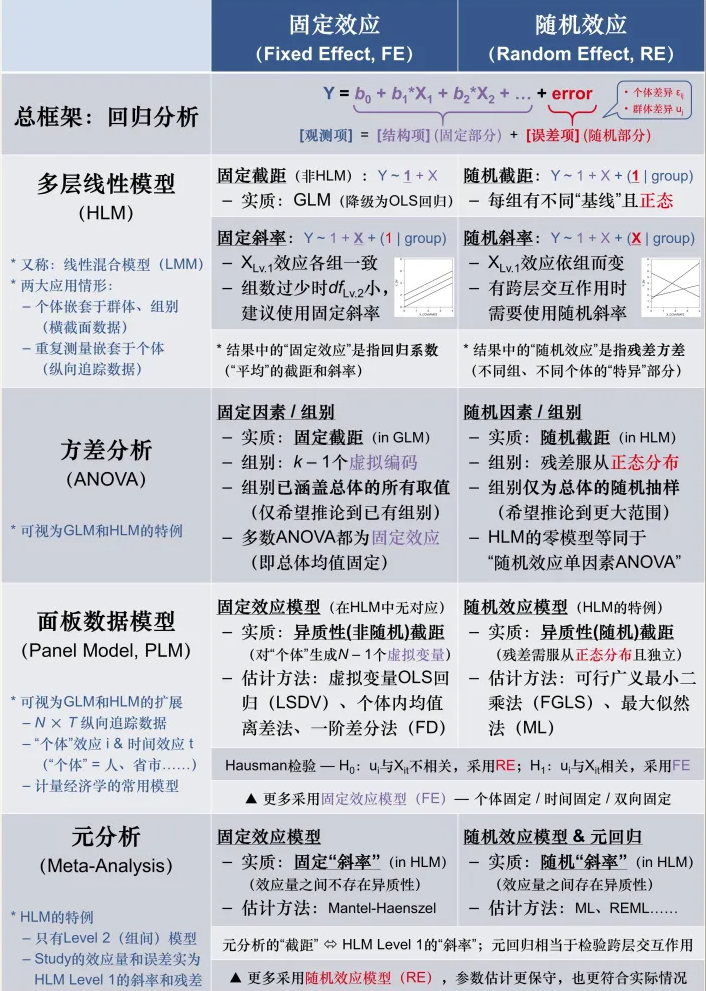 固定效应
(Fixed Effect, FE)
随机效应
(Random Effect, RE)
总框架：回归分析
Y = b₀ + b₁*X₁ + b₂*X₂ + … + error
• 个体差异 εᵢⱼ
• 群体差异 uⱼ
[观测项] = [结构项] (固定部分) + [误差项] (随机部分)
多层线性模型
(HLM)
* 又称：线性混合模型（LMM）
* 两大应用情形：
– 个体嵌套于群体、组别
（横截面数据）
– 重复测量嵌套于个体
（纵向追踪数据）
固定截距（非HLM）: Y ~ 1 + X
– 实质：GLM（降级为OLS回归）
随机截距: Y ~ 1 + X + (1 | group)
– 每组有不同“基线”且正态
固定斜率: Y ~ 1 + X + (1 | group)
– X_Lv.1效应各组一致
– 组数过少时df_Lv.2小，
建议使用固定斜率
随机斜率: Y ~ 1 + X + (X | group)
– X_Lv.1效应依组而变
– 有跨层交互作用时
需要使用随机斜率
* 结果中的“固定效应”是指回归系数
（“平均”的截距和斜率）
* 结果中的“随机效应”是指残差方差
（不同组、不同个体的“特异”部分）
方差分析
(ANOVA)
* 可视为GLM和HLM的特例
固定因素 / 组别
– 实质：固定截距（in GLM）
– 组别：k – 1个虚拟编码
– 组别已涵盖总体的所有取值
（仅希望推论到已有组别）
– 多数ANOVA都为固定效应
（即总体均值固定）
随机因素 / 组别
– 实质：随机截距（in HLM）
– 组别：残差服从正态分布
– 组别仅为总体的随机抽样
（希望推论到更大范围）
– HLM的零模型等同于
“随机效应单因素ANOVA”
面板数据模型
(Panel Model, PLM)
* 可视为GLM和HLM的扩展
– N × T 纵向追踪数据
– “个体”效应 i & 时间效应 t
（“个体” = 人、省市……）
– 计量经济学的常用模型
固定效应模型（在HLM中无对应）
– 实质：异质性(非随机)截距
（对“个体”生成N – 1个虚拟变量）
– 估计方法：虚拟变量OLS回
归（LSDV）、个体内均值
离差法、一阶差分法（FD）
随机效应模型（HLM的特例）
– 实质：异质性(随机)截距
（残差需服从正态分布且独立）
– 估计方法：可行广义最小二
乘法（FGLS）、最大似然
法（ML）
Hausman检验 — H₀：uᵢ与Xᵢₜ不相关，采用RE；H₁：uᵢ与Xᵢₜ相关，采用FE
▲ 更多采用固定效应模型（FE）— 个体固定 / 时间固定 / 双向固定
元分析
(Meta-Analysis)
* HLM的特例
– 只有Level 2（组间）模型
– Study的效应量和误差实为
HLM Level 1的斜率和残差
固定效应模型
– 实质：固定“斜率”（in HLM）
（效应量之间不存在异质性）
– 估计方法：Mantel-Haenszel
随机效应模型 & 元回归
– 实质：随机“斜率”（in HLM）
（效应量之间存在异质性）
– 估计方法：ML、REML……
元分析的“截距” ⇔ HLM Level 1的“斜率”；元回归相当于检验跨层交互作用
▲ 更多采用随机效应模型（RE），参数估计更保守，也更符合实际情况